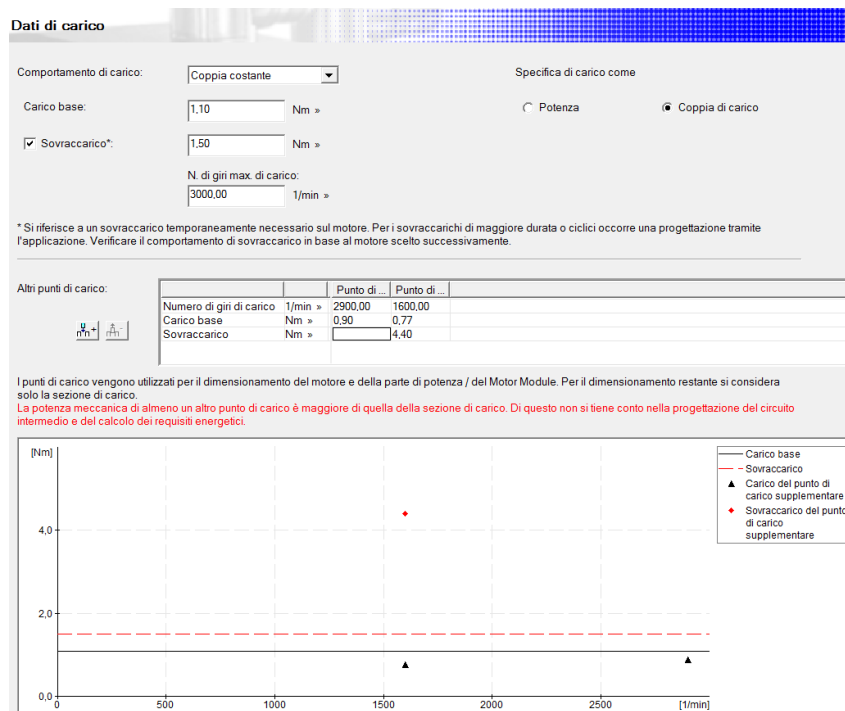 Dati di carico
Comportamento di carico:
Coppia costante
Specifica di carico come
Carico base:
1,10
Nm »
Potenza
Coppia di carico
Sovraccarico*:
1,50
Nm »
N. di giri max. di carico:
3000,00
1/min »
* Si riferisce a un sovraccarico temporaneamente necessario sul motore. Per i sovraccarichi di maggiore durata o ciclici occorre una progettazione tramite
l'applicazione. Verificare il comportamento di sovraccarico in base al motore scelto successivamente.
Altri punti di carico:
Punto di ... Punto di ...
Numero di giri di carico 1/min » 2900,00 1600,00
Carico base Nm » 0,90 0,77
Sovraccarico Nm » 4,40
I punti di carico vengono utilizzati per il dimensionamento del motore e della parte di potenza / del Motor Module. Per il dimensionamento restante si considera
solo la sezione di carico.
La potenza meccanica di almeno un altro punto di carico è maggiore di quella della sezione di carico. Di questo non si tiene conto nella progettazione del circuito
intermedio e del calcolo dei requisiti energetici.
[Nm]
4,0
2,0
0,0
0 500 1000 1500 2000 2500 [1/min]
Carico base
Sovraccarico
Carico del punto di
carico supplementare
Sovraccarico del punto
di carico
supplementare